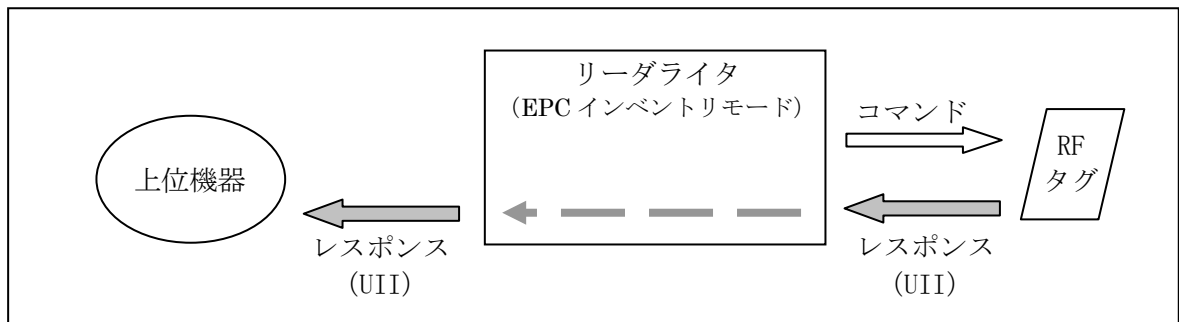 リーダライタ
(EPC インベントリモード)
コマンド
RF
タグ
上位機器
レスポンス
(UII)
レスポンス
(UII)